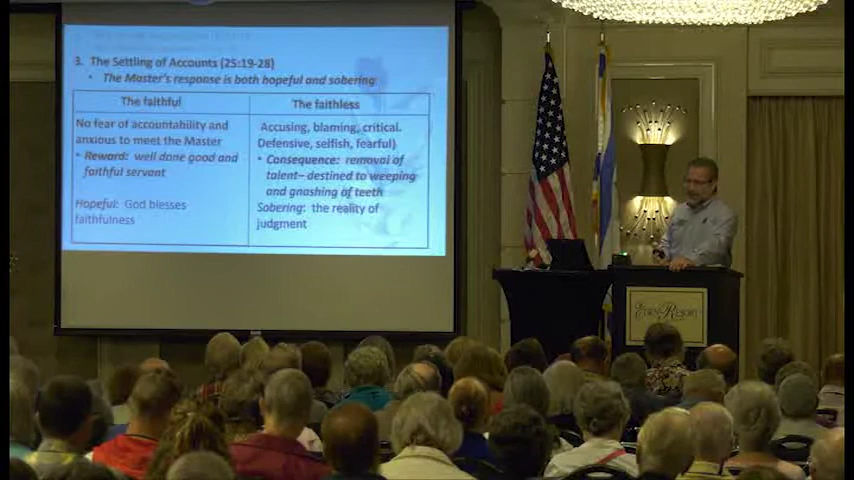 3. The Settling of Accounts (25:19-28)
• The Master's response is both hopeful and sobering
The faithful
The faithless
No fear of accountability and
anxious to meet the Master
• Reward: well done good and
faithful servant
Hopeful: God blesses
faithfulness
Accusing, blaming, critical.
Defensive, selfish, fearful)
• Consequence: removal of
talent– destined to weeping
and gnashing of teeth
Sobering: the reality of
judgment
Eden Resort